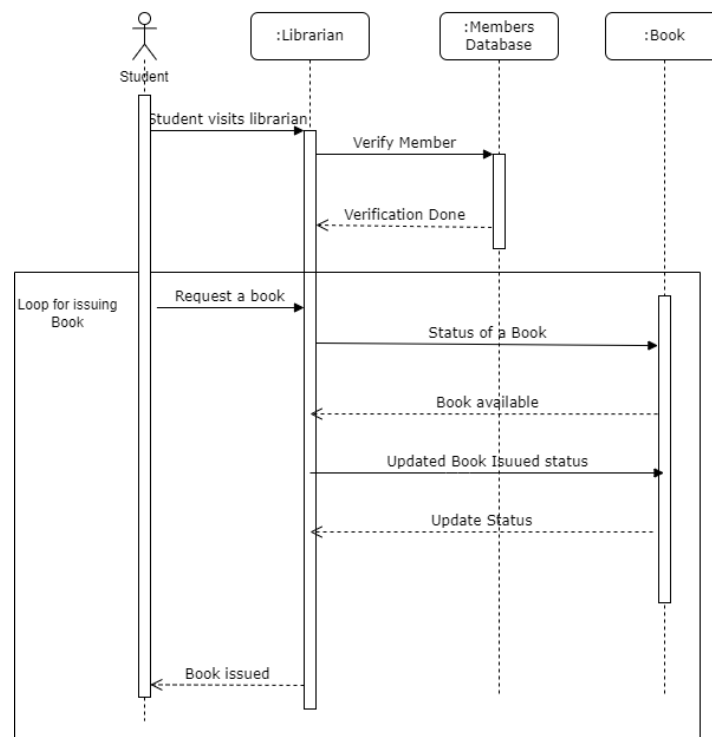 :Librarian
:Members
Database
:Book
Student
Student visits librarian
Verify Member
Verification Done
Loop for issuing
Book
Request a book
Status of a Book
Book available
Updated Book Isuued status
Update Status
Book issued